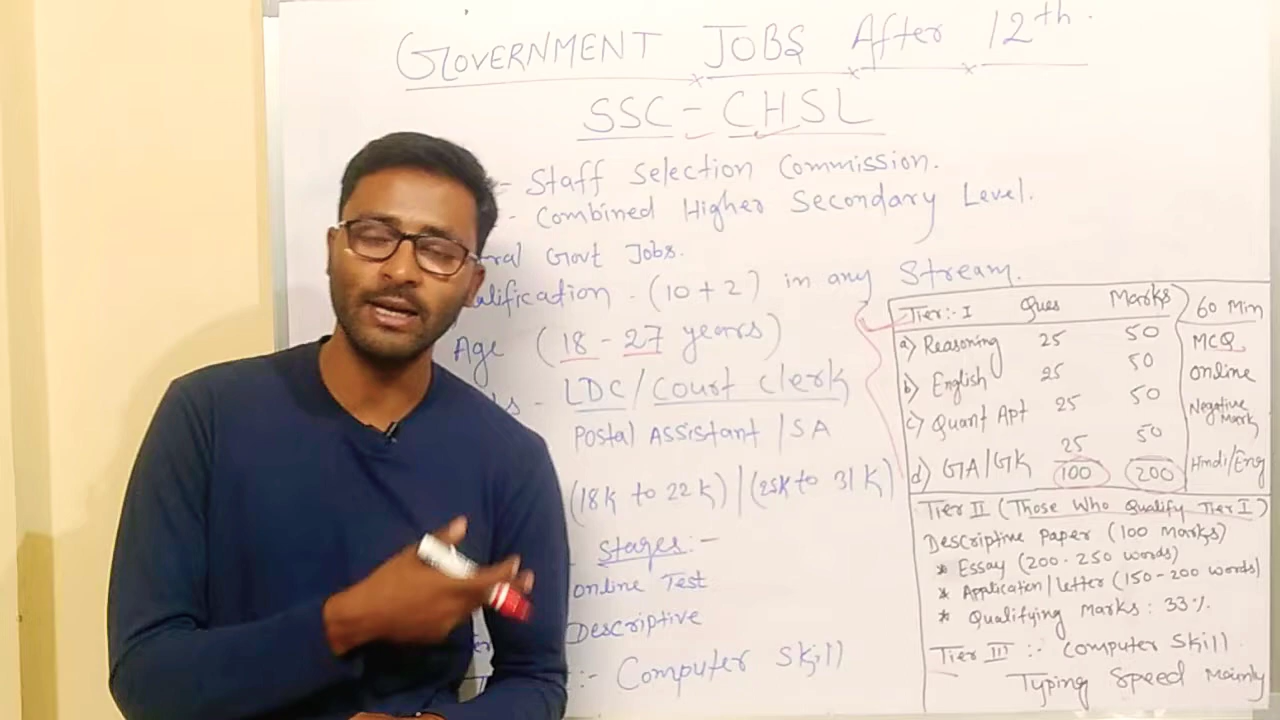 GOVERNMENT JOBS After 12th.
SSC - CHSL
- Staff Selection Commission.
- Combined Higher Secondary Level.
Govt Jobs.
(10+2) in any Stream.
Age (18 - 27 years)
- LDC/Court Clerk
Postal Assistant/SA
(18K to 22K)|(25K to 31K)
Stages:-
Online Test
Descriptive
:- Computer Skill
Tier:- I Ques Marks
a) Reasoning 25 50
b) English 25 50
c) Quant Apt 25 50
d) GA/GK 25 50
100 200
60 Min
MCQ
Online
Negative
Mark
Hindi/Eng
Tier II (Those Who Qualify Tier I)
Descriptive Paper (100 Marks)
* Essay (200-250 words)
* Application/letter (150-200 words)
* Qualifying Marks: 33%.
Tier III :- Computer Skill
Typing Speed Mainly